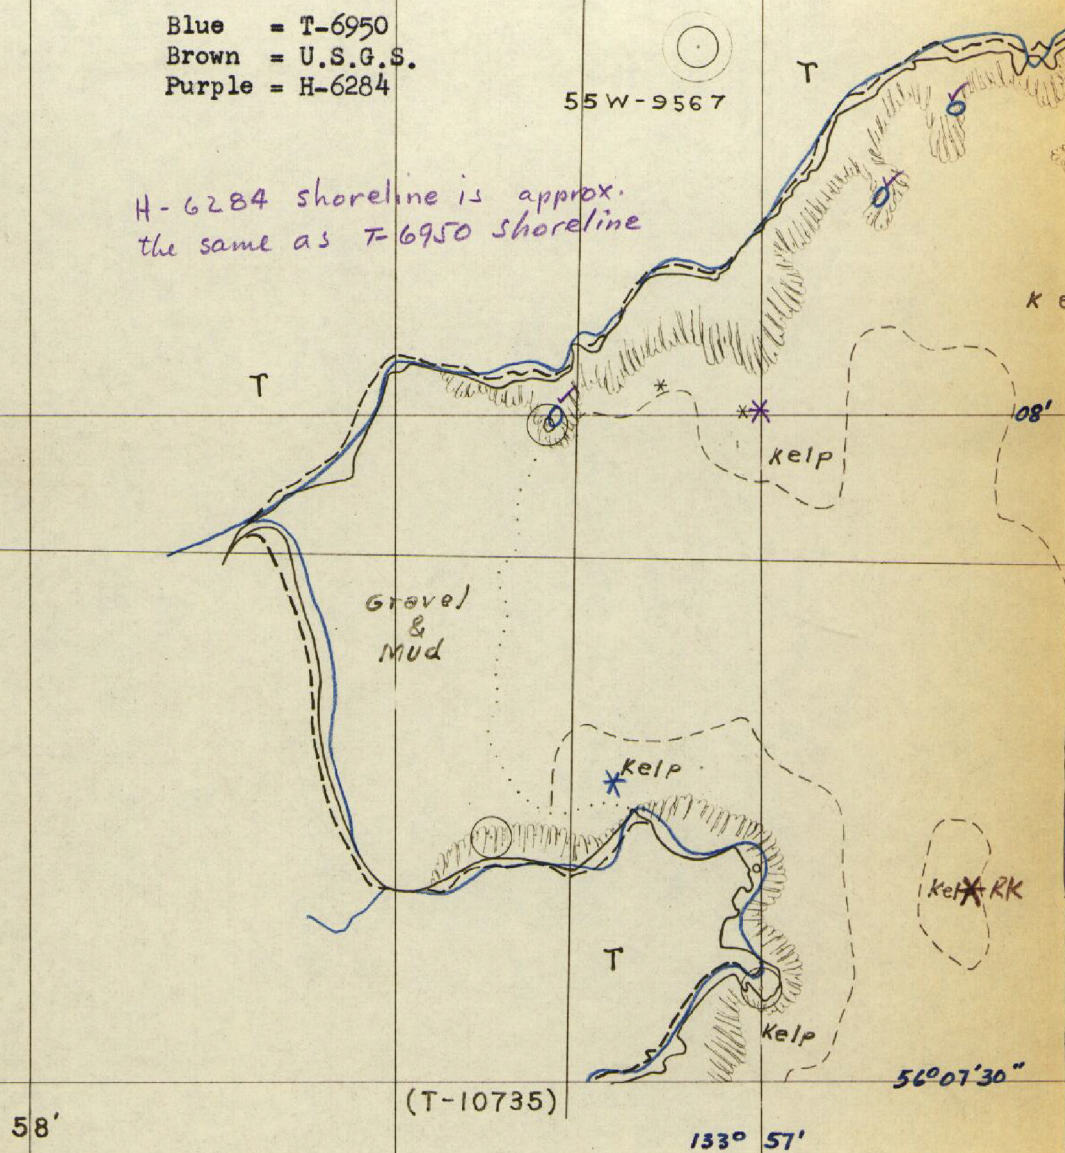 Blue = T-6950
Brown = U.S.G.S.
Purple = H-6284
55W-9567
T
H-6284 shoreline is approx.
the same as T-6950 shoreline
T
08'
Kelp
Gravel
&
Mud
Kelp
RK
T
Kelp
56°07'30"
(T-10735)
58'
133° 57'